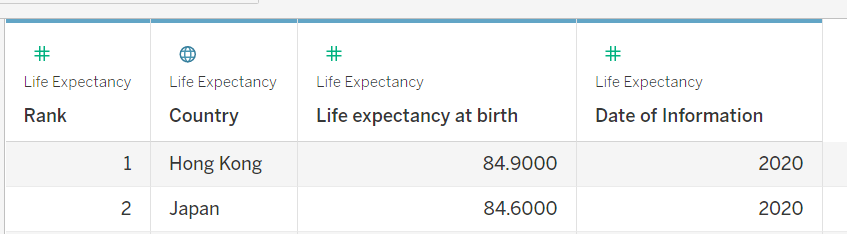 Life Expectancy Life Expectancy Life Expectancy Life Expectancy
Rank Country Life expectancy at birth Date of Information
1 Hong Kong 84.9000 2020
2 Japan 84.6000 2020